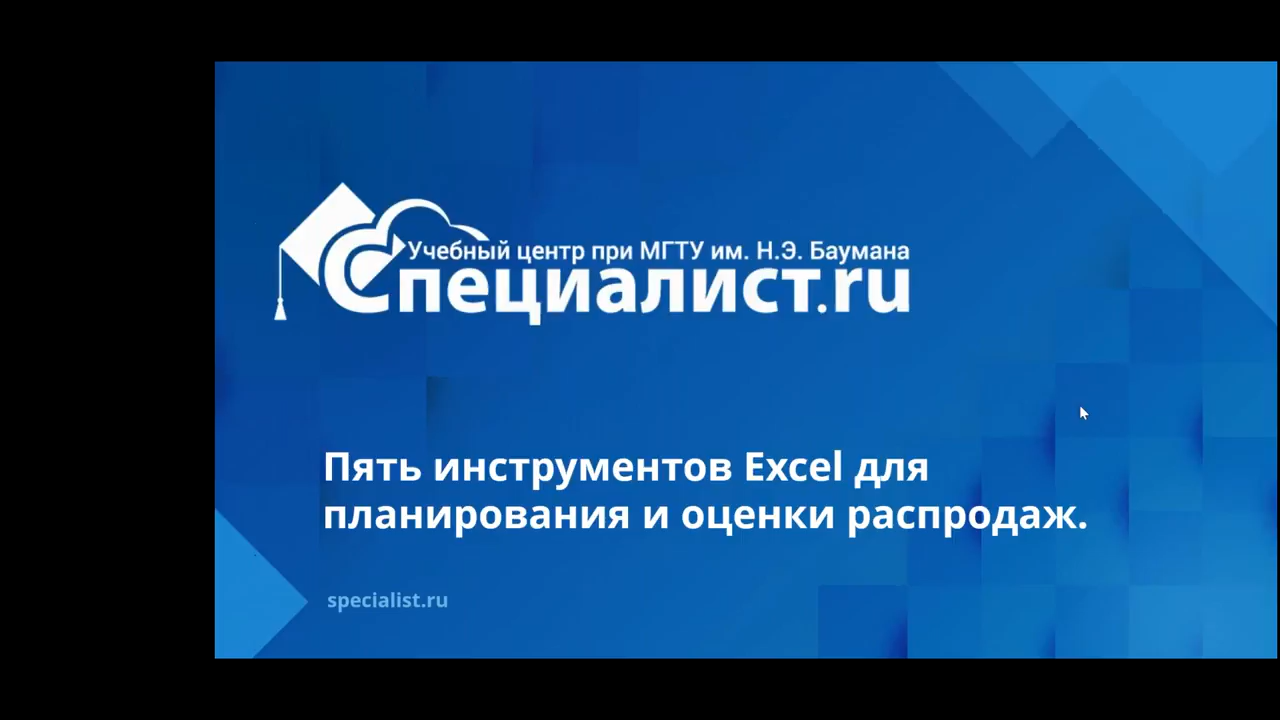 Учебный центр при МГТУ им. Н.Э. Баумана
Специалист.ru
Пять инструментов Excel для
планирования и оценки распродаж.
specialist.ru